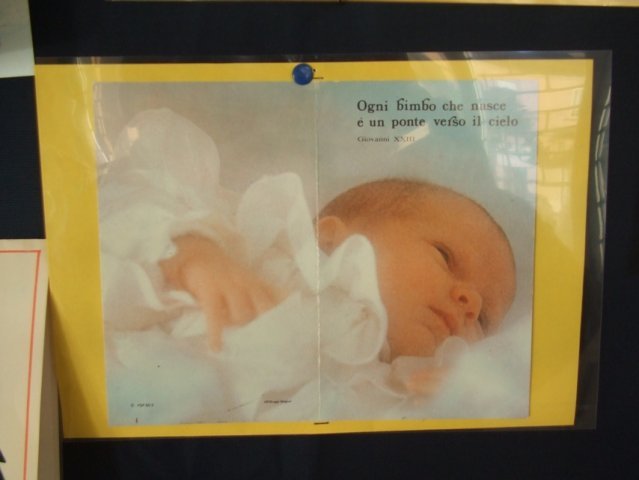 Ogni bimbo che nasce
é un ponte verso il cielo
Giovanni XXIII